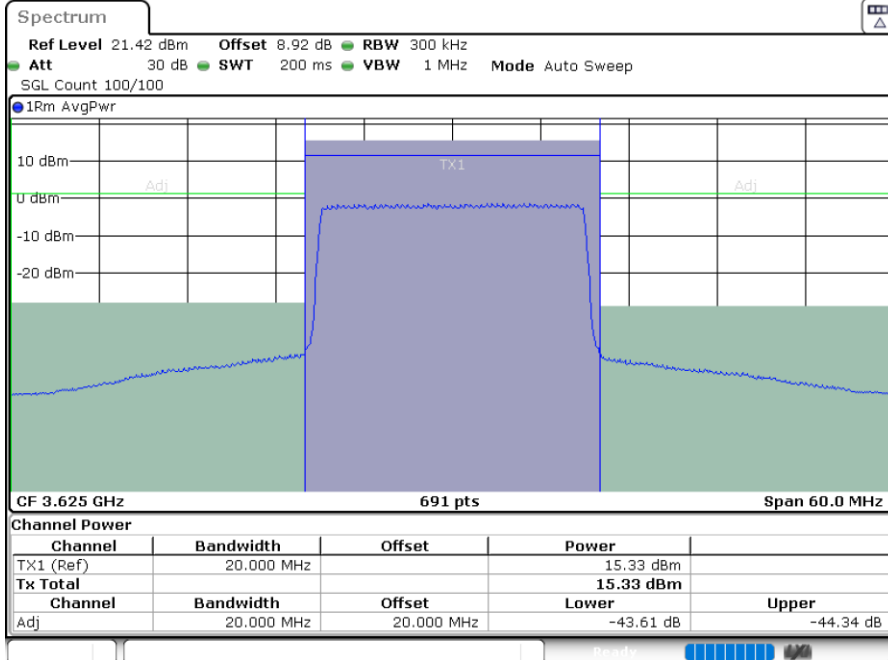 Spectrum
Ref Level 21.42 dBm Offset 8.92 dB RBW 300 kHz
Att 30 dB SWT 200 ms VBW 1 MHz Mode Auto Sweep
SGL Count 100/100
1Rm AvgPwr
10 dBm
TX1
Adj Adj
0 dBm
-10 dBm
-20 dBm
CF 3.625 GHz 691 pts Span 60.0 MHz
Channel Power
Channel Bandwidth Offset Power
TX1 (Ref) 20.000 MHz 15.33 dBm
Tx Total 15.33 dBm
Channel Bandwidth Offset Lower Upper
Adj 20.000 MHz 20.000 MHz -43.61 dB -44.34 dB
Ready